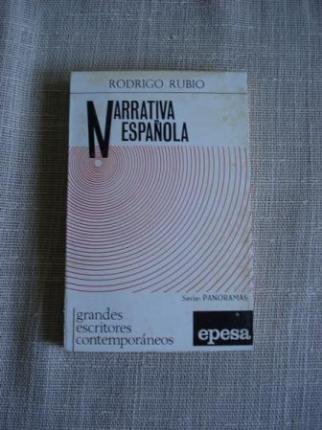 RODRIGO RUBIO
NARRATIVA
ESPAÑOLA
Serie: PANORAMAS
grandes
escritores
contemporáneos
epesa